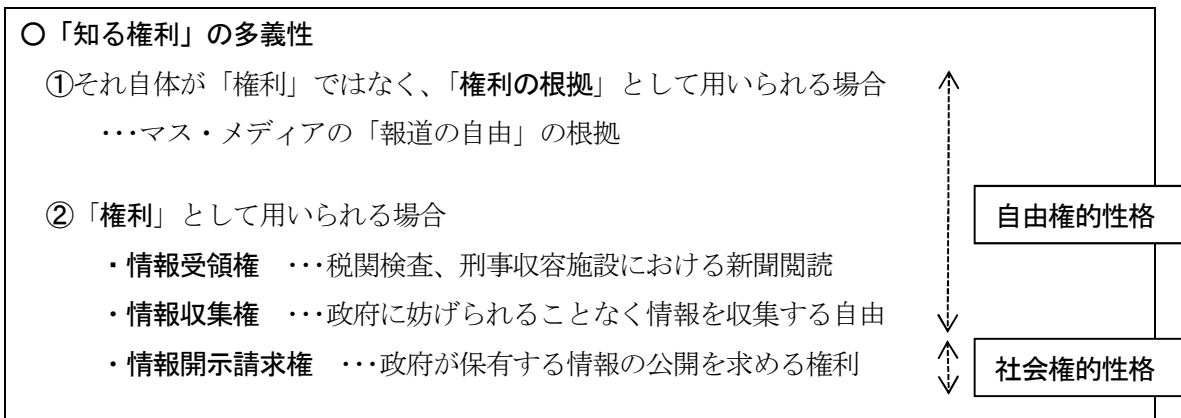 〇「知る権利」の多義性
①それ自体が「権利」ではなく、「権利の根拠」として用いられる場合
･･･マス・メディアの「報道の自由」の根拠
②「権利」として用いられる場合
自由権的性格
・情報受領権 ･･･税関検査、刑事収容施設における新聞閲読
・情報収集権 ･･･政府に妨げられることなく情報を収集する自由
・情報開示請求権 ･･･政府が保有する情報の公開を求める権利
社会権的性格